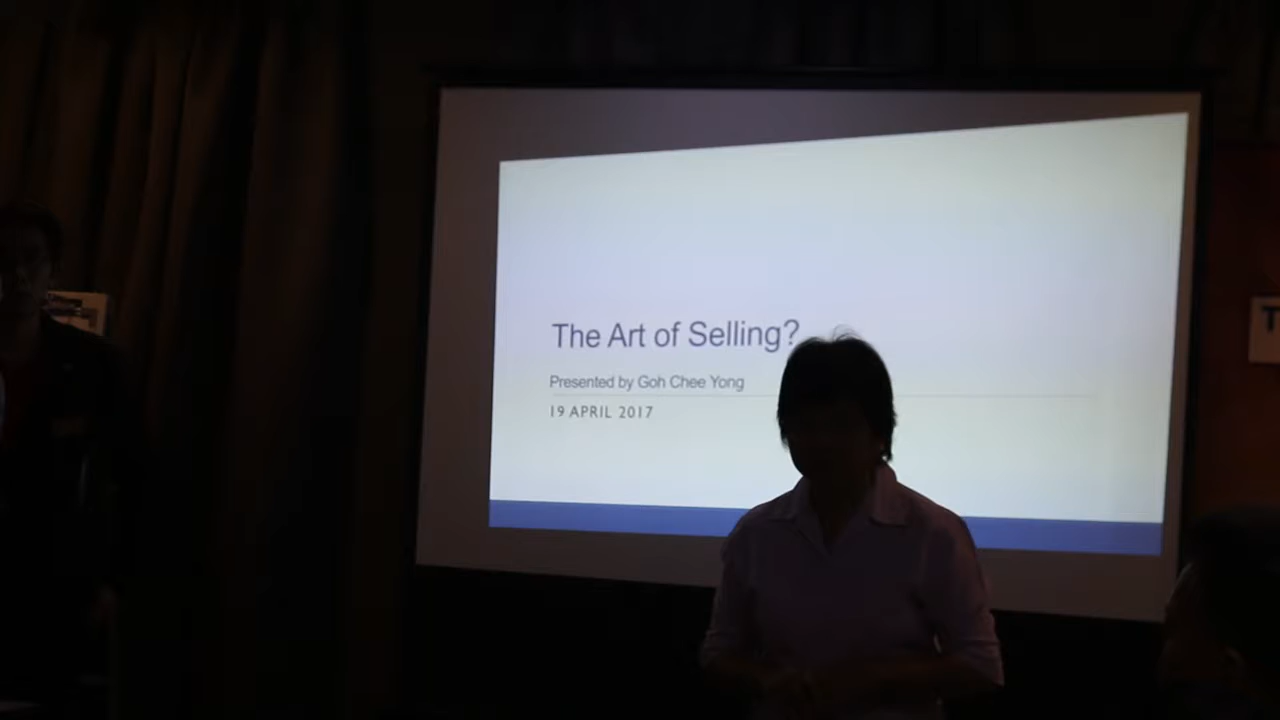 The Art of Selling?
Presented by Goh Chee Yong
19 APRIL 2017
T